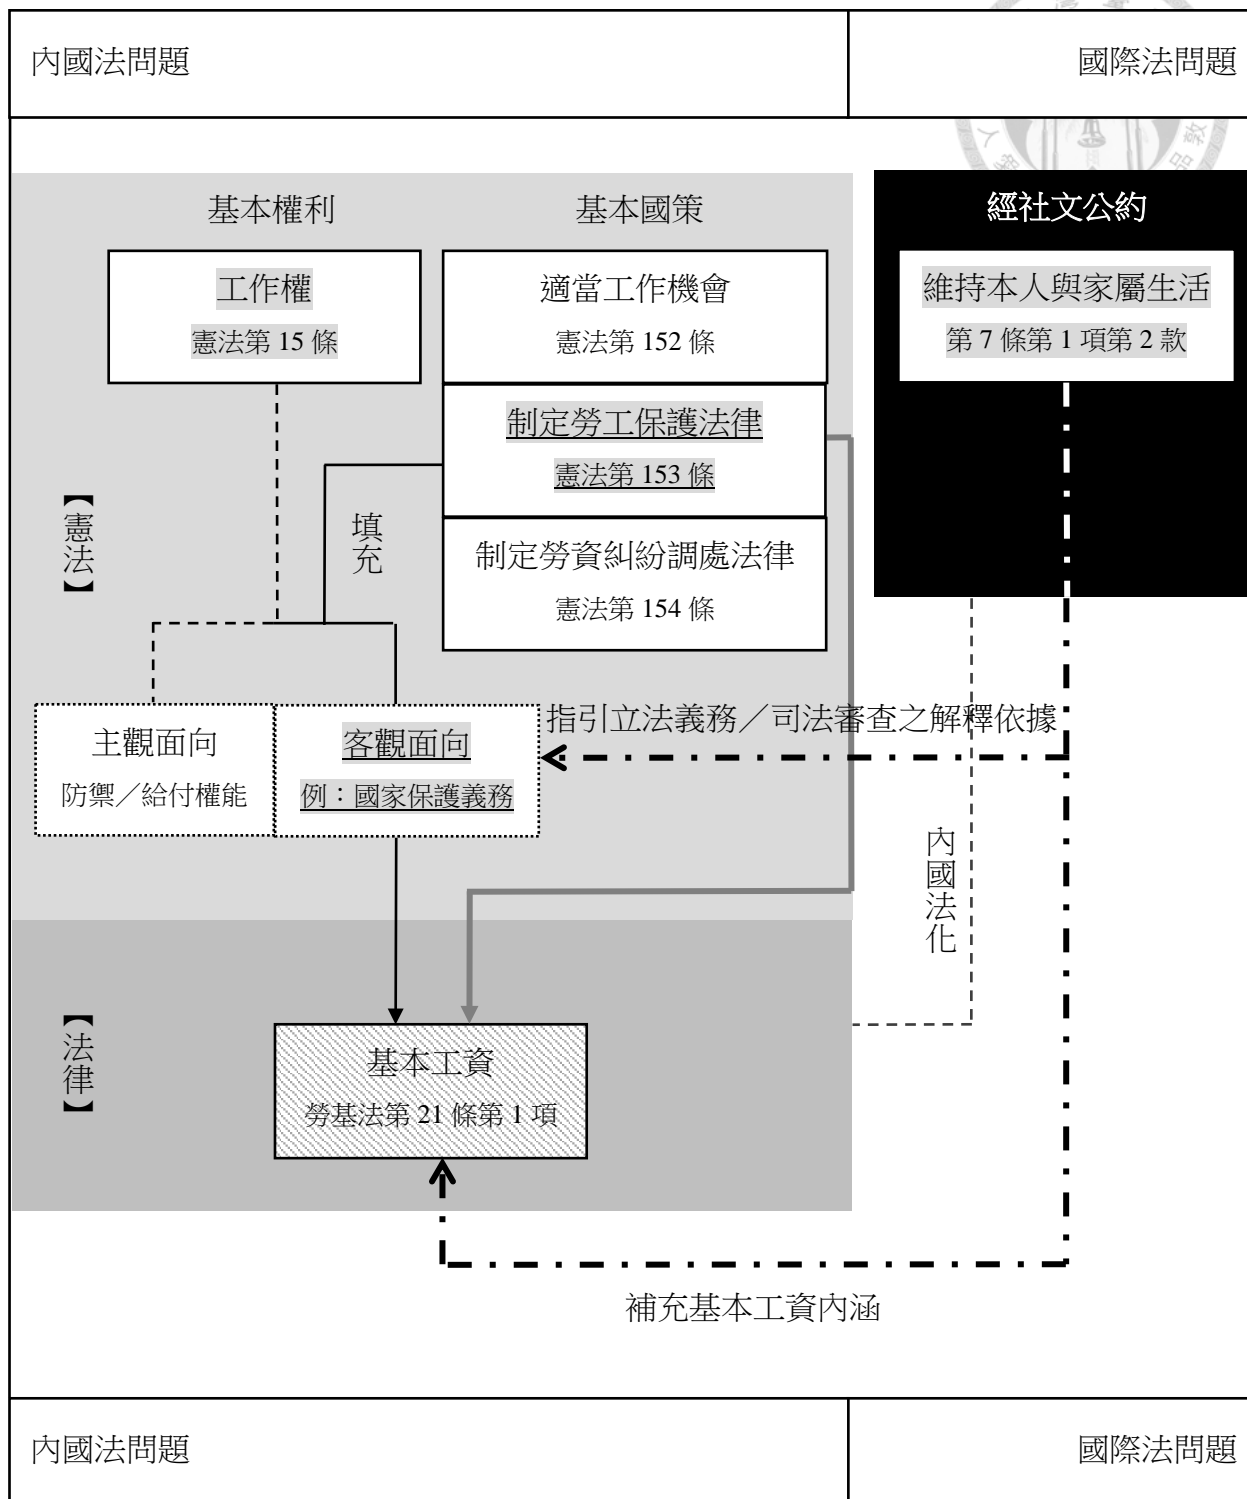 內國法問題
國際法問題
基本權利
基本國策
經社文公約
工作權
憲法第 15 條
適當工作機會
憲法第 152 條
維持本人與家屬生活
第 7 條第 1 項第 2 款
制定勞工保護法律
憲法第 153 條
【憲法】
填充
制定勞資糾紛調處法律
憲法第 154 條
主觀面向
防禦／給付權能
客觀面向
例：國家保護義務
指引立法義務／司法審查之解釋依據
內國法化
【法律】
基本工資
勞基法第 21 條第 1 項
補充基本工資內涵
內國法問題
國際法問題